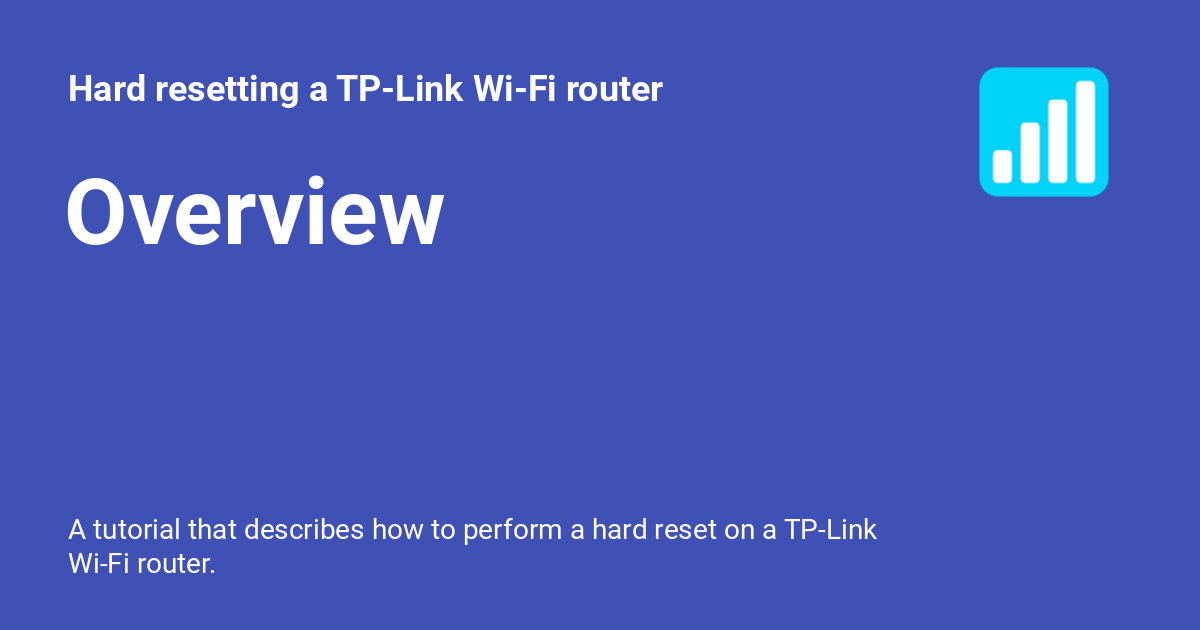 Hard resetting a TP-Link Wi-Fi router
Overview
A tutorial that describes how to perform a hard reset on a TP-Link
Wi-Fi router.